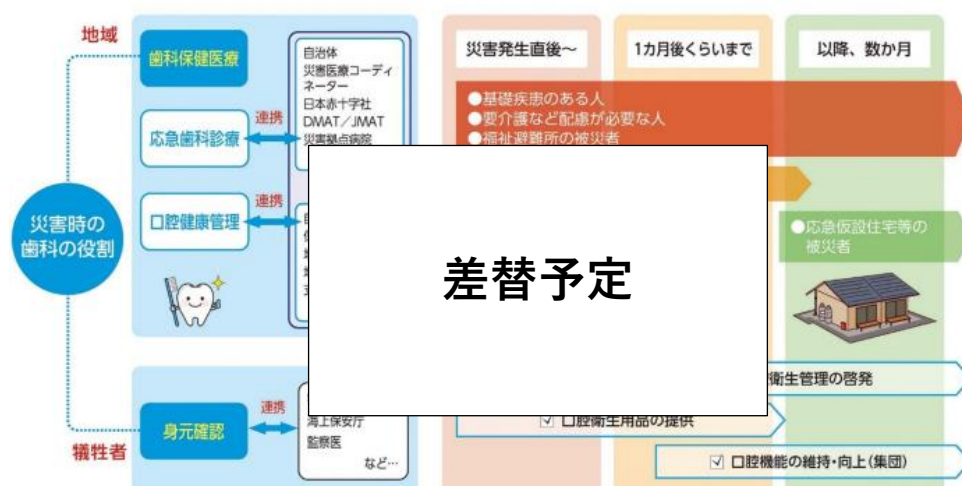 地域
歯科保健医療
応急歯科診療
連携
口腔健康管理
連携
災害時の
歯科の役割
身元確認
連携
犠牲者
自治体
災害医療コーディ
ネーター
日本赤十字社
DMAT／JMAT
災害拠点病院
海上保安庁
監察医
など…
災害発生直後～
1カ月後くらいまで
以降、数か月
●基礎疾患のある人
●要介護など配慮が必要な人
●福祉避難所の被災者
差替予定
●応急仮設住宅等の
被災者
衛生管理の啓発
☑ 口腔衛生用品の提供
☑ 口腔機能の維持・向上（集団）